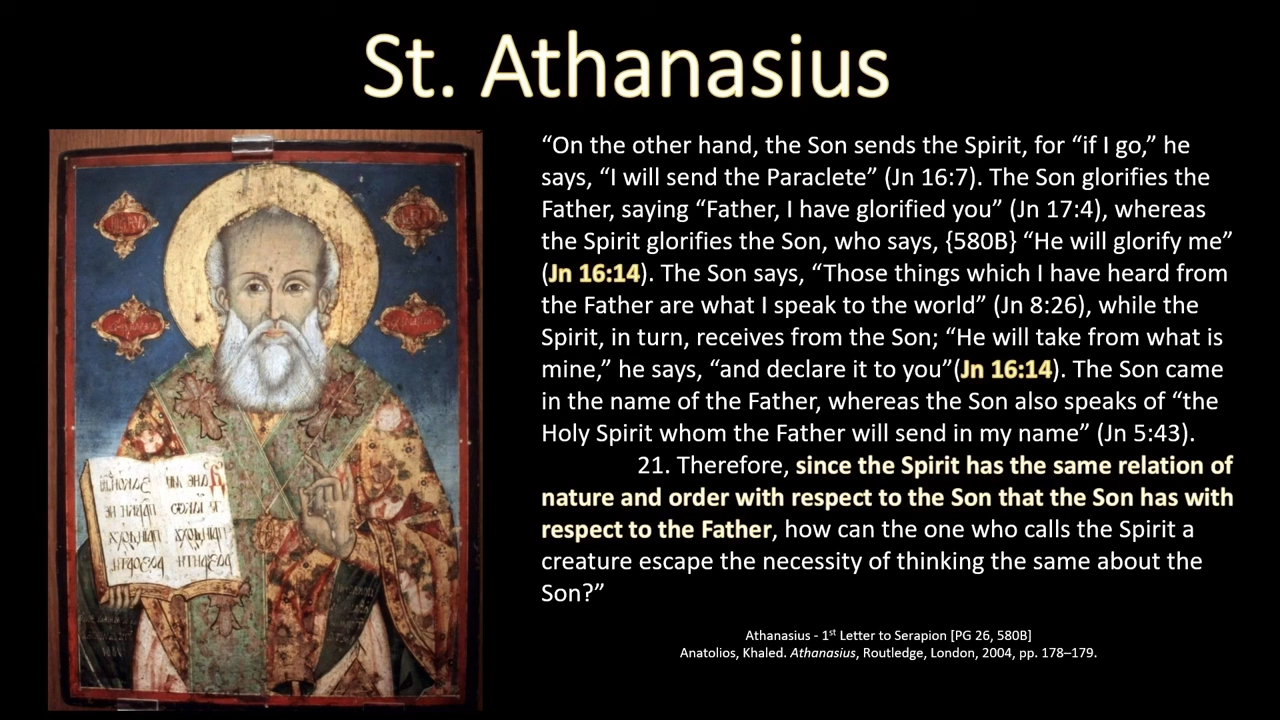 St. Athanasius
“On the other hand, the Son sends the Spirit, for “if I go,” he
says, “I will send the Paraclete” (Jn 16:7). The Son glorifies the
Father, saying “Father, I have glorified you” (Jn 17:4), whereas
the Spirit glorifies the Son, who says, {580B} “He will glorify me”
(Jn 16:14). The Son says, “Those things which I have heard from
the Father are what I speak to the world” (Jn 8:26), while the
Spirit, in turn, receives from the Son; “He will take from what is
mine,” he says, “and declare it to you”(Jn 16:14). The Son came
in the name of the Father, whereas the Son also speaks of “the
Holy Spirit whom the Father will send in my name” (Jn 5:43).
21. Therefore, since the Spirit has the same relation of
nature and order with respect to the Son that the Son has with
respect to the Father, how can the one who calls the Spirit a
creature escape the necessity of thinking the same about the
Son?”
Athanasius - 1st Letter to Serapion [PG 26, 580B]
Anatolios, Khaled. Athanasius, Routledge, London, 2004, pp. 178–179.